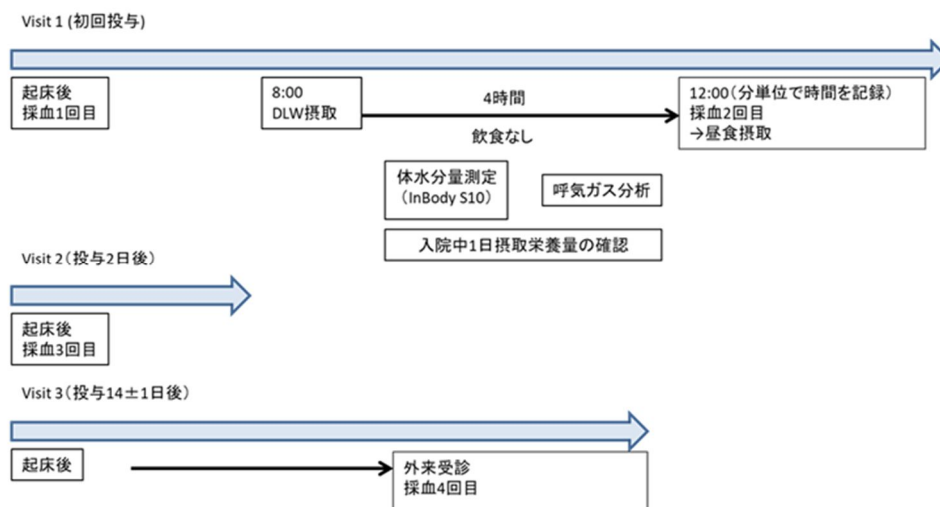 Visit 1 (初回投与)
起床後
採血1回目
8:00
DLW摂取
4時間
飲食なし
12:00(分単位で時間を記録)
採血2回目
→昼食摂取
体水分量測定
(InBody S10)
呼気ガス分析
入院中1日摂取栄養量の確認
Visit 2(投与2日後)
起床後
採血3回目
Visit 3(投与14±1日後)
起床後
外来受診
採血4回目